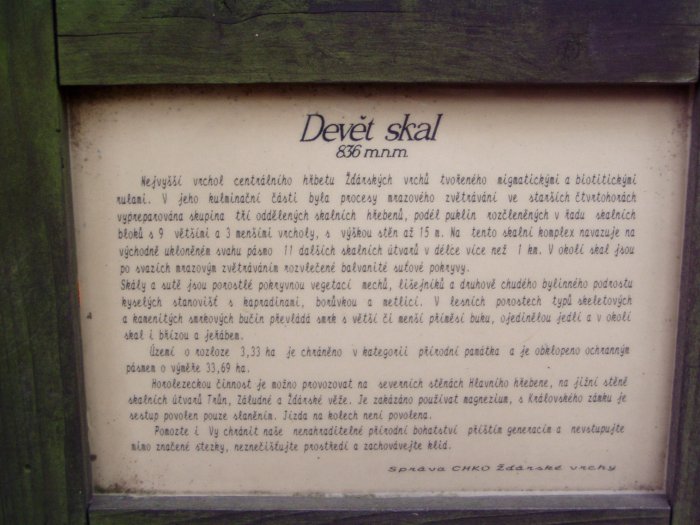 Devět skal
836 m.n.m.
Nejvyšší vrchol centrálního hřbetu Žďárských vrchů tvořeného migmatickými a biotitickými
rulami. V jeho kulminační části byla procesy mrazového zvětrávání ve starších čtvrtohorách
vypreparována skupina tří oddělených skalních hřebenů, podél puklin rozčleněných v řadu skalních
bloků s 9 většími a 3 menšími vrcholy, s výškou stěn až 15 m. Na tento skalní komplex navazuje na
východně ukloněném svahu pásmo 11 dalších skalních útvarů v délce více než 1 km. V okolí skal jsou
po svazích mrazovým zvětráváním rozvlečené balvanité suťové pokryvy.
Skály a sutě jsou porostlé pokryvnou vegetací mechů, lišejníků a druhově chudého bylinného podrostu
kyselých stanovišť s kapradinami, borůvkou a metlicí. V lesních porostech typů skeletových
a kamenitých smrkových bučin převládá smrk s větší či menší příměsí buku, ojedinělou jedlí a v okolí
skal i břízou a jeřábem.
Území o rozloze 3,33 ha je chráněno v kategorii přírodní památka a je obklopeno ochranným
pásmem o výměře 33,69 ha.
Horolezeckou činnost je možno provozovat na severních stěnách Hlavního hřebene, na jižní stěně
skalních útvarů Trůn, Záludné a Žďárské věže. Je zakázáno používat magnezium, s Královského zámku je
sestup povolen pouze slaněním. Jízda na kolech není povolena.
Pomozte i Vy chránit naše nenahraditelné přírodní bohatství příštím generacím a nevstupujte
mimo značené stezky, neznečišťujte prostředí a zachovávejte klid.
Správa CHKO Žďárské vrchy